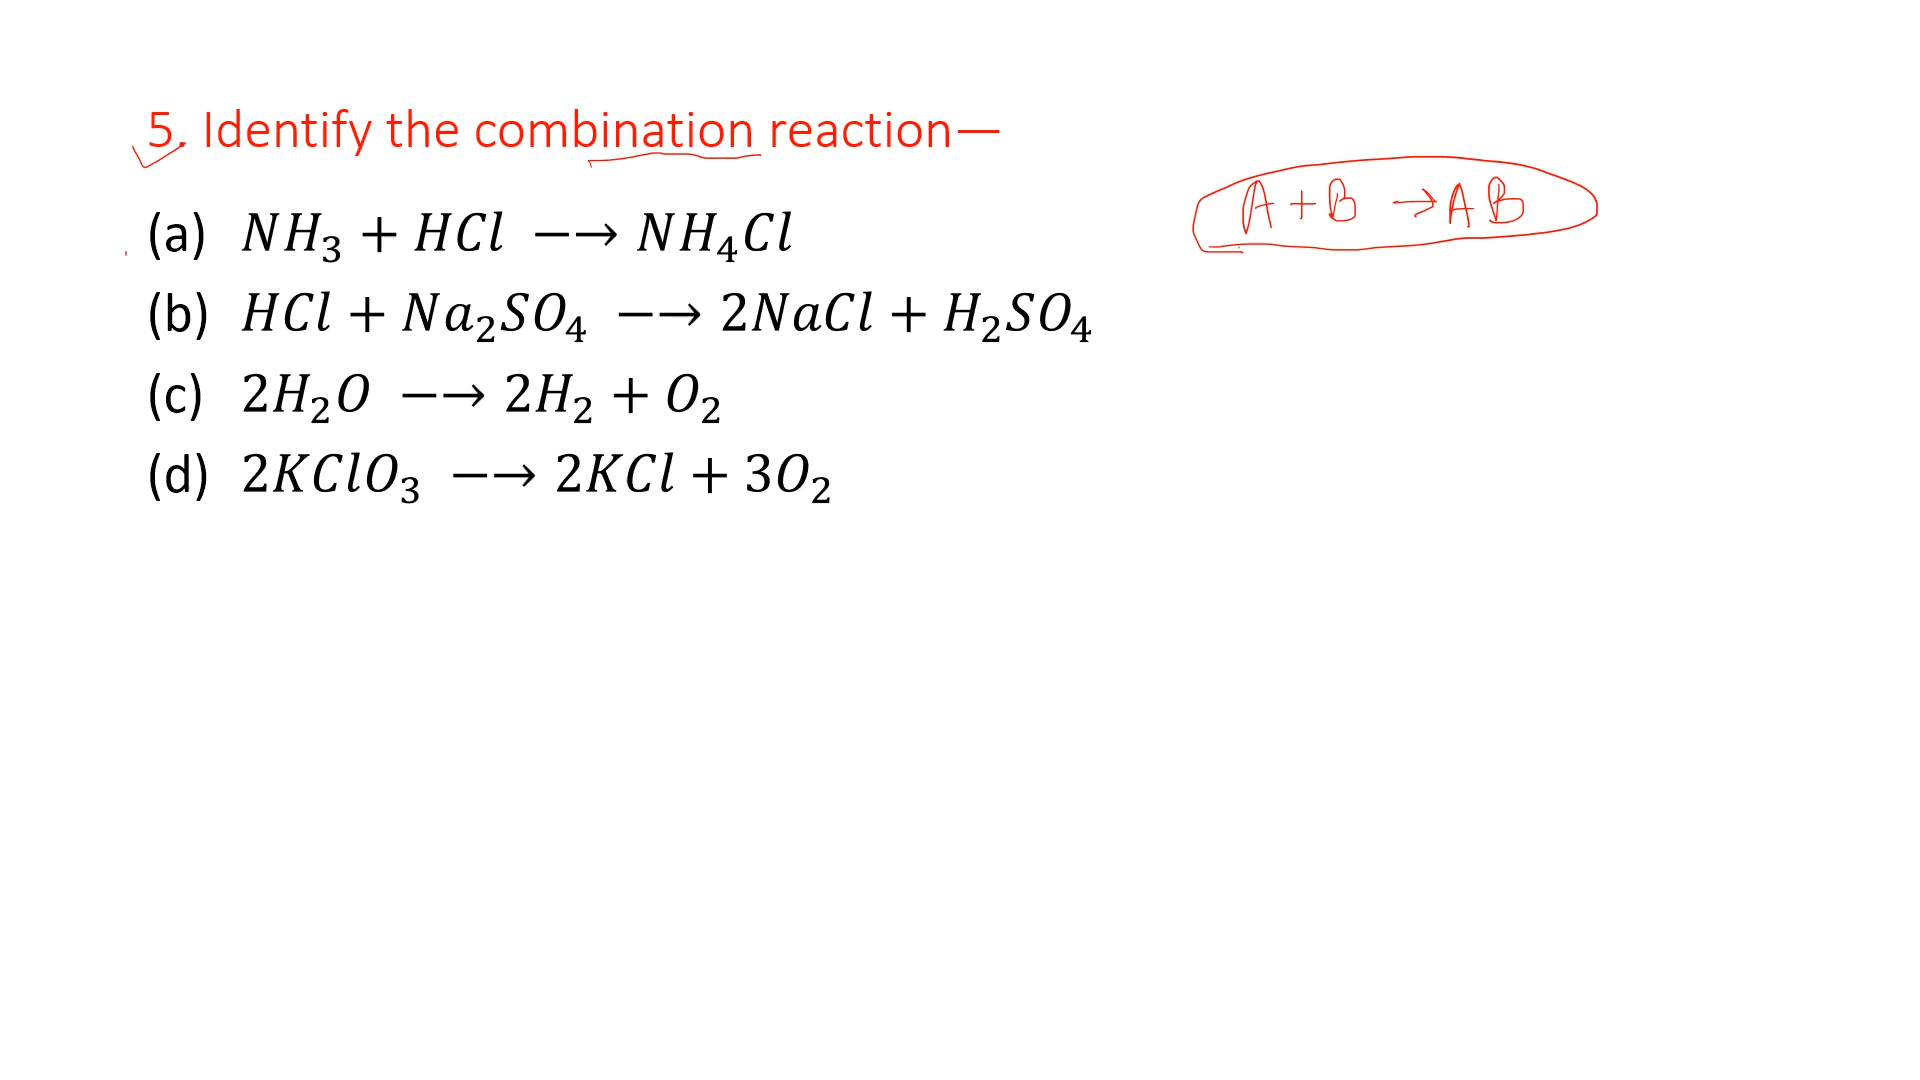 5. Identify the combination reaction—
A + B → AB
(a) NH₃ + HCl −→ NH₄Cl
(b) HCl + Na₂SO₄ −→ 2NaCl + H₂SO₄
(c) 2H₂O −→ 2H₂ + O₂
(d) 2KClO₃ −→ 2KCl + 3O₂